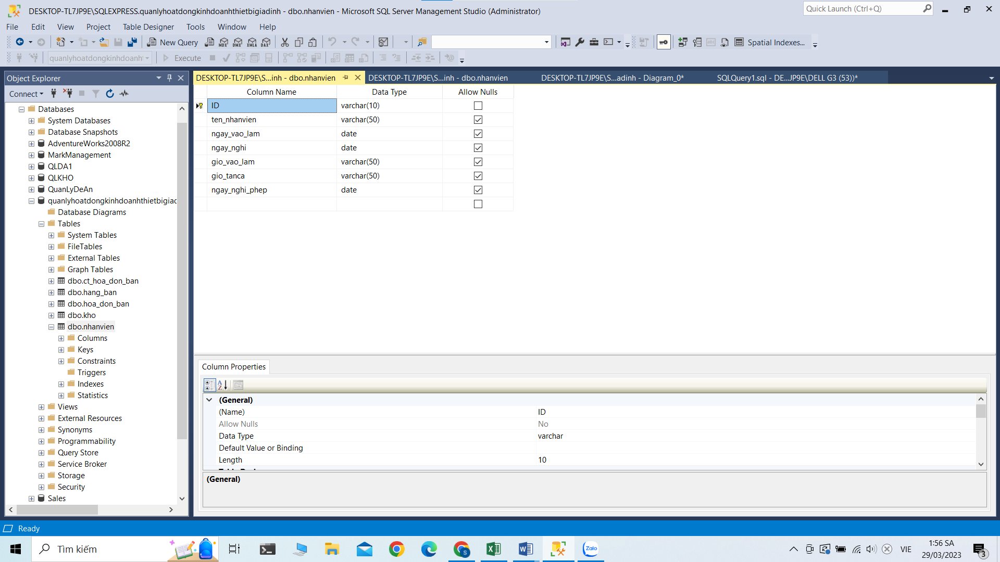 DESKTOP-TL7JP9E\SQLEXPRESS.quanlyhoatdongkinhdoanhthietbigiadinh - dbo.nhanvien - Microsoft SQL Server Management Studio (Administrator)
Quick Launch (Ctrl+Q)
File Edit View Project Table Designer Tools Window Help
New Query MDX DMX XMLA DAX Spatial Indexes...
quanlyhoatdongkinhdoanh Execute
Object Explorer
DESKTOP-TL7JP9E\S...inh - dbo.nhanvien DESKTOP-TL7JP9E\S...inh - dbo.nhanvien DESKTOP-TL7JP9E\S...adinh - Diagram_0* SQLQuery1.sql - DE...JP9E\DELL G3 (53))*
Connect
Databases
System Databases
Database Snapshots
AdventureWorks2008R2
MarkManagement
QLDA1
QLKHO
QuanLyDeAn
quanlyhoatdongkinhdoanhthietbigiad
Database Diagrams
Tables
System Tables
FileTables
External Tables
Graph Tables
dbo.ct_hoa_don_ban
dbo.hang_ban
dbo.hoa_don_ban
dbo.kho
dbo.nhanvien
Columns
Keys
Constraints
Triggers
Indexes
Statistics
Views
External Resources
Synonyms
Programmability
Query Store
Service Broker
Storage
Security
Sales
Column Name Data Type Allow Nulls
ID varchar(10)
ten_nhanvien varchar(50)
ngay_vao_lam date
ngay_nghi date
gio_vao_lam varchar(50)
gio_tanca varchar(50)
ngay_nghi_phep date
Column Properties
(General)
(Name) ID
Allow Nulls No
Data Type varchar
Default Value or Binding
Length 10
(General)
Ready
Tìm kiếm
Zalo
VIE
1:56 SA
29/03/2023
3